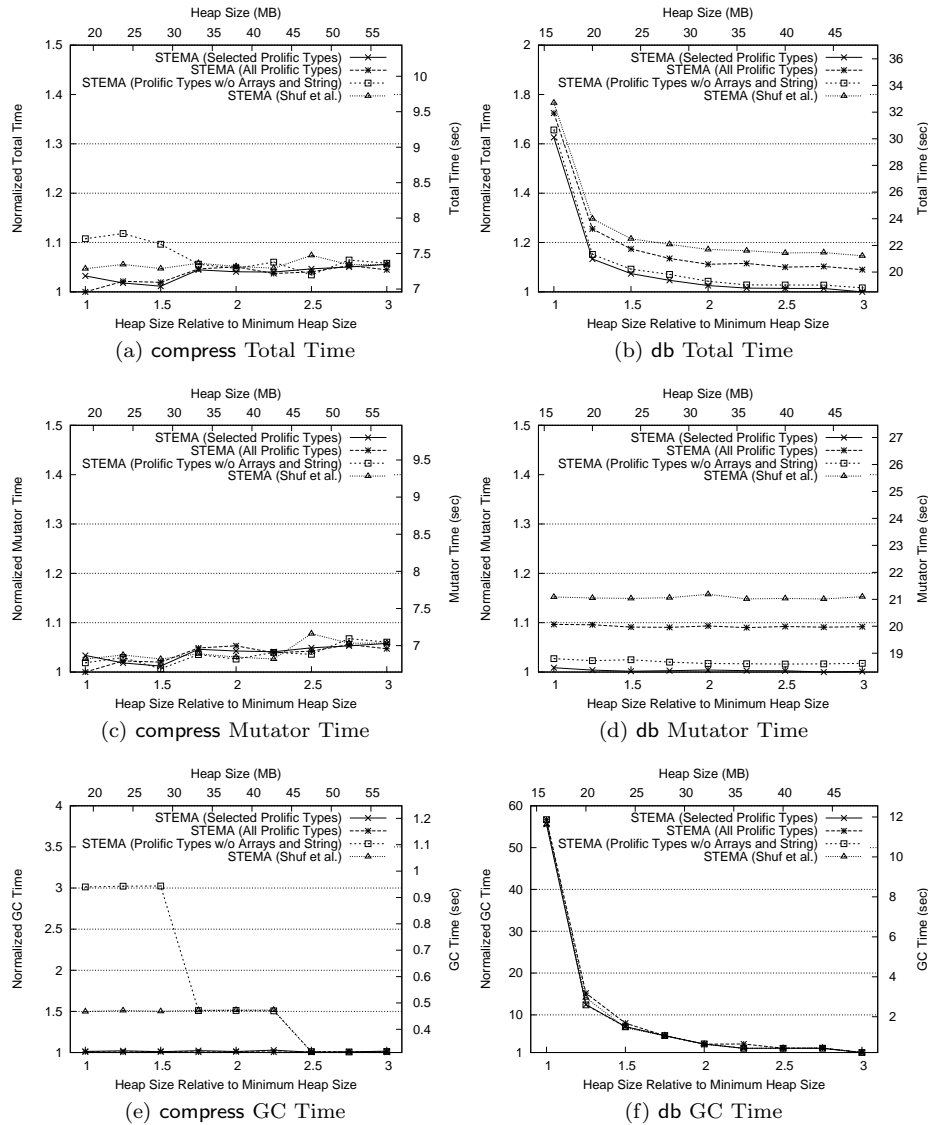 Heap Size (MB)
20 25 30 35 40 45 50 55
1.5
1.4
1.3
1.2
1.1
1
Normalized Total Time
STEMA (Selected Prolific Types)
STEMA (All Prolific Types)
STEMA (Prolific Types w/o Arrays and String)
STEMA (Shuf et al.)
10
9.5
9
8.5
8
7.5
7
Total Time (sec)
1 1.5 2 2.5 3
Heap Size Relative to Minimum Heap Size
(a) compress Total Time
Heap Size (MB)
16 20 24 28 32 36 40 44
2
1.8
1.6
1.4
1.2
1
Normalized Total Time
STEMA (Selected Prolific Types)
STEMA (All Prolific Types)
STEMA (Prolific Types w/o Arrays and String)
STEMA (Shuf et al.)
36
34
32
30
28
26
24
22
20
Total Time (sec)
1 1.5 2 2.5 3
Heap Size Relative to Minimum Heap Size
(b) db Total Time
Heap Size (MB)
20 25 30 35 40 45 50 55
1.5
1.4
1.3
1.2
1.1
1
Normalized Mutator Time
STEMA (Selected Prolific Types)
STEMA (All Prolific Types)
STEMA (Prolific Types w/o Arrays and String)
STEMA (Shuf et al.)
9.5
9
8.5
8
7.5
7
Mutator Time (sec)
1 1.5 2 2.5 3
Heap Size Relative to Minimum Heap Size
(c) compress Mutator Time
Heap Size (MB)
16 20 24 28 32 36 40 44
1.5
1.4
1.3
1.2
1.1
1
Normalized Mutator Time
STEMA (Selected Prolific Types)
STEMA (All Prolific Types)
STEMA (Prolific Types w/o Arrays and String)
STEMA (Shuf et al.)
27
26
25
24
23
22
21
20
19
Mutator Time (sec)
1 1.5 2 2.5 3
Heap Size Relative to Minimum Heap Size
(d) db Mutator Time
Heap Size (MB)
20 25 30 35 40 45 50 55
4
3.5
3
2.5
2
1.5
1
Normalized GC Time
STEMA (Selected Prolific Types)
STEMA (All Prolific Types)
STEMA (Prolific Types w/o Arrays and String)
STEMA (Shuf et al.)
1.2
1.1
1
0.9
0.8
0.7
0.6
0.5
0.4
GC Time (sec)
1 1.5 2 2.5 3
Heap Size Relative to Minimum Heap Size
(e) compress GC Time
Heap Size (MB)
16 20 24 28 32 36 40 44
60
50
40
30
20
10
1
Normalized GC Time
STEMA (Selected Prolific Types)
STEMA (All Prolific Types)
STEMA (Prolific Types w/o Arrays and String)
STEMA (Shuf et al.)
12
10
8
6
4
2
GC Time (sec)
1 1.5 2 2.5 3
Heap Size Relative to Minimum Heap Size
(f) db GC Time